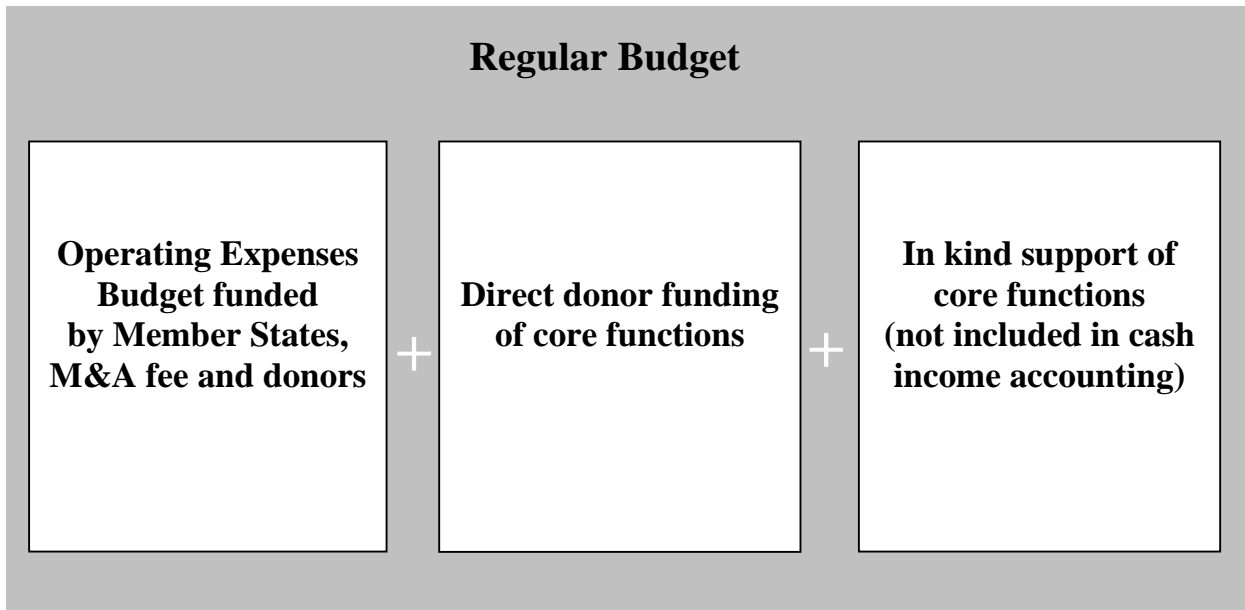 Regular Budget
Operating Expenses
Budget funded
by Member States,
M&A fee and donors
+
Direct donor funding
of core functions
+
In kind support of
core functions
(not included in cash
income accounting)